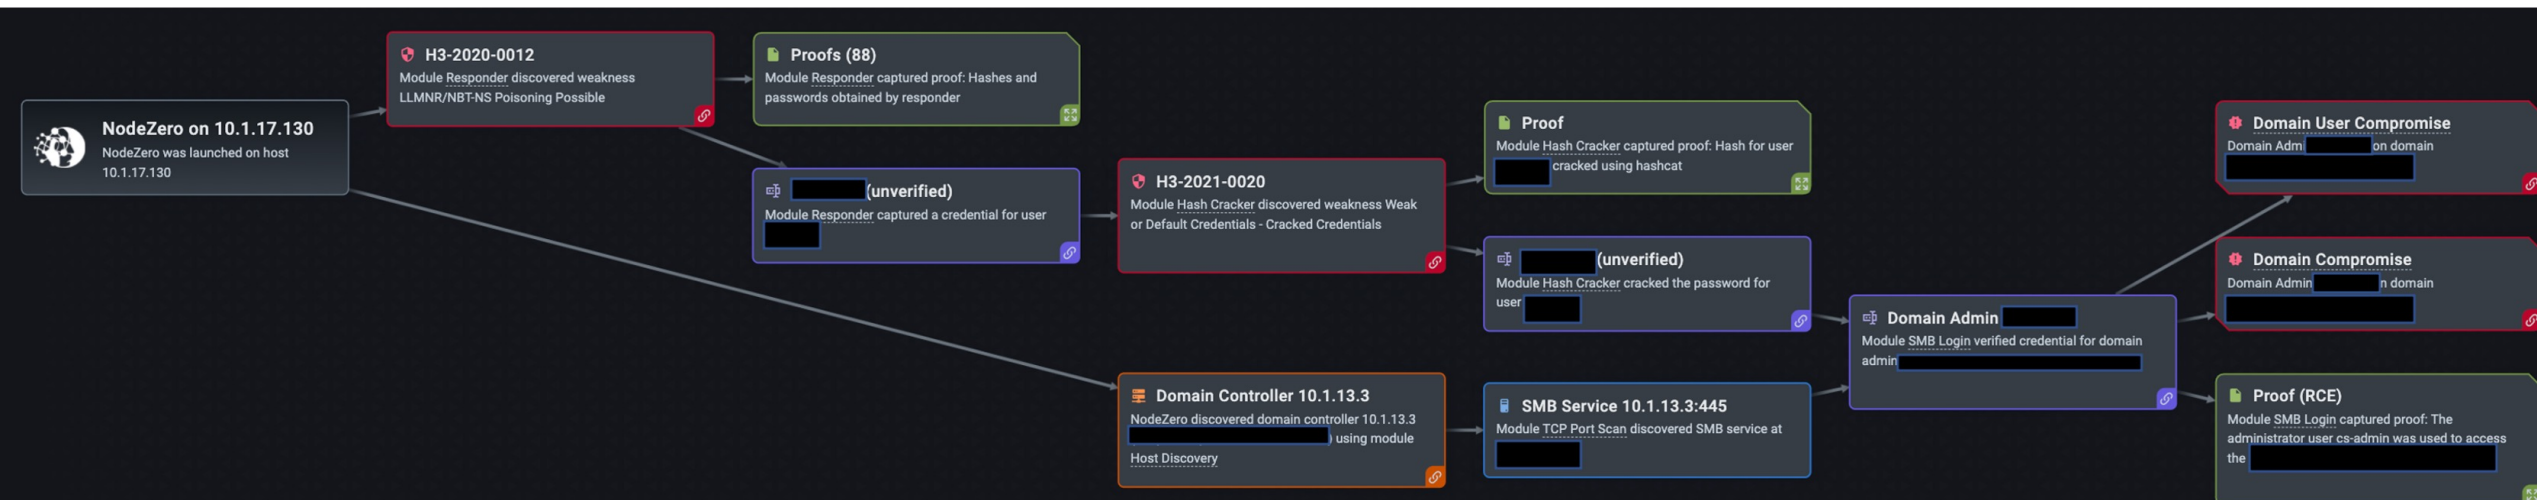 NodeZero on 10.1.17.130
NodeZero was launched on host
10.1.17.130
H3-2020-0012
Module Responder discovered weakness
LLMNR/NBT-NS Poisoning Possible
Proofs (88)
Module Responder captured proof: Hashes and
passwords obtained by responder
(unverified)
Module Responder captured a credential for user
H3-2021-0020
Module Hash Cracker discovered weakness Weak
or Default Credentials - Cracked Credentials
Proof
Module Hash Cracker captured proof: Hash for user
cracked using hashcat
(unverified)
Module Hash Cracker cracked the password for
user
Domain Controller 10.1.13.3
NodeZero discovered domain controller 10.1.13.3
) using module
Host Discovery
SMB Service 10.1.13.3:445
Module TCP Port Scan discovered SMB service at
Domain Admin
Module SMB Login verified credential for domain
admin
Domain User Compromise
Domain Adm on domain
Domain Compromise
Domain Admin n domain
Proof (RCE)
Module SMB Login captured proof: The
administrator user cs-admin was used to access
the